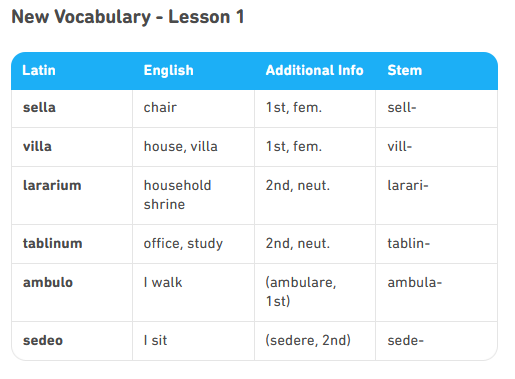 New Vocabulary - Lesson 1
Latin English Additional Info Stem
sella chair 1st, fem. sell-
villa house, villa 1st, fem. vill-
lararium household 2nd, neut. larari-
shrine
tablinum office, study 2nd, neut. tablin-
ambulo I walk (ambulare, ambula-
1st)
sedeo I sit (sedere, 2nd) sede-